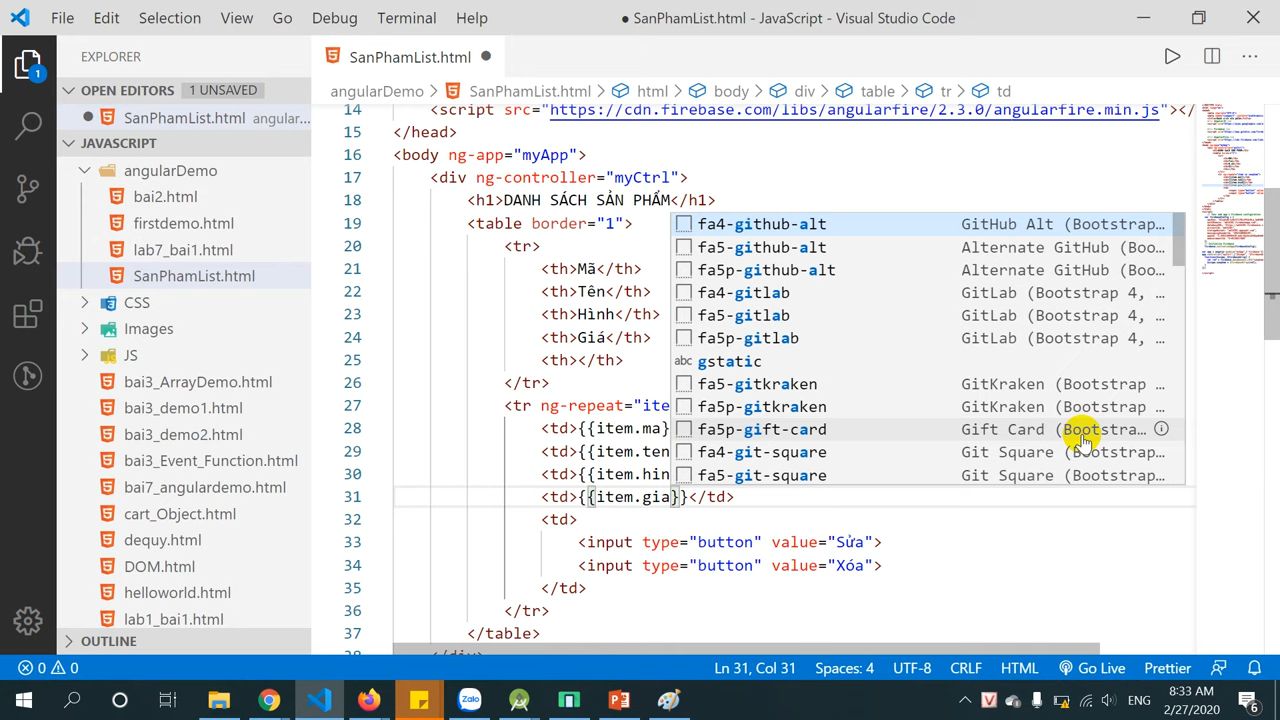 File Edit Selection View Go Debug Terminal Help
● SanPhamList.html - JavaScript - Visual Studio Code
EXPLORER
SanPhamList.html
OPEN EDITORS 1 UNSAVED
SanPhamList.html angular...
JAVASCRIPT
angularDemo
bai2.html
firstdemo.html
lab7_bai1.html
SanPhamList.html
CSS
Images
JS
bai3_ArrayDemo.html
bai3_demo1.html
bai3_demo2.html
bai3_Event_Function.html
bai7_angulardemo.html
cart_Object.html
dequy.html
DOM.html
helloworld.html
lab1_bai1.html
OUTLINE
angularDemo > SanPhamList.html > html > body > div > table > tr > td
14 <script src="https://cdn.firebase.com/libs/angularfire/2.3.0/angularfire.min.js"></
15 </head>
16 <body ng-app="myApp">
17 <div ng-controller="myCtrl">
18 <h1>DANH SÁCH SẢN PHẨM</h1>
19 <table border="1">
20 <tr>
21 <th>Mã</th>
22 <th>Tên</th>
23 <th>Hình</th>
24 <th>Giá</th>
25 <th></th>
26 </tr>
27 <tr ng-repeat="ite
28 <td>{{item.ma}
29 <td>{{item.ten
30 <td>{{item.hin
31 <td>{{item.gia}}</td>
32 <td>
33 <input type="button" value="Sửa">
34 <input type="button" value="Xóa">
35 </td>
36 </tr>
37 </table>
fa4-github-alt GitHub Alt (Bootstrap...
fa5-github-alt Alternate GitHub (Boo...
fa5p-github-alt Alternate GitHub (Boo...
fa4-gitlab GitLab (Bootstrap 4, ...
fa5-gitlab GitLab (Bootstrap 4, ...
fa5p-gitlab GitLab (Bootstrap 4, ...
abc gstatic
fa5-gitkraken GitKraken (Bootstrap ...
fa5p-gitkraken GitKraken (Bootstrap ...
fa5p-gift-card Gift Card (Bootstra...
fa4-git-square Git Square (Bootstrap...
fa5-git-square Git Square (Bootstrap...
0 0 Ln 31, Col 31 Spaces: 4 UTF-8 CRLF HTML Go Live Prettier
Zalo
ENG
8:33 AM
2/27/2020
6
1